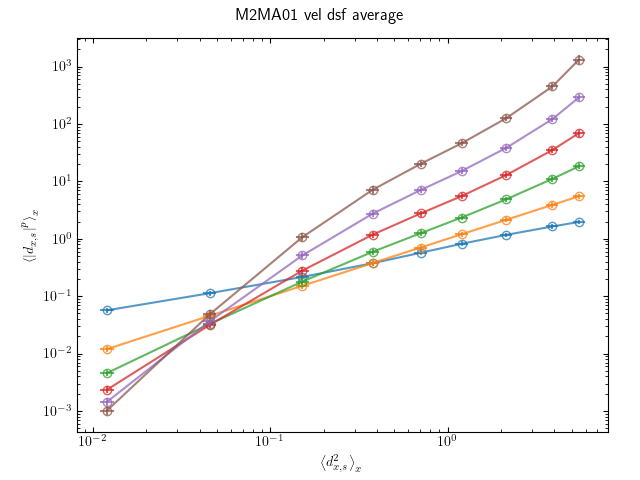 M2MA01 vel dsf average
10³
10²
10¹
10⁰
10⁻¹
10⁻²
10⁻³
⟨|d_{x,s}|^p⟩_x
10⁻² 10⁻¹ 10⁰
⟨d²_{x,s}⟩_x